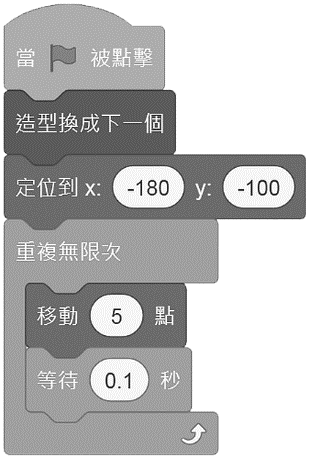 當 被點擊
造型換成下一個
定位到 x: -180 y: -100
重複無限次
移動 5 點
等待 0.1 秒